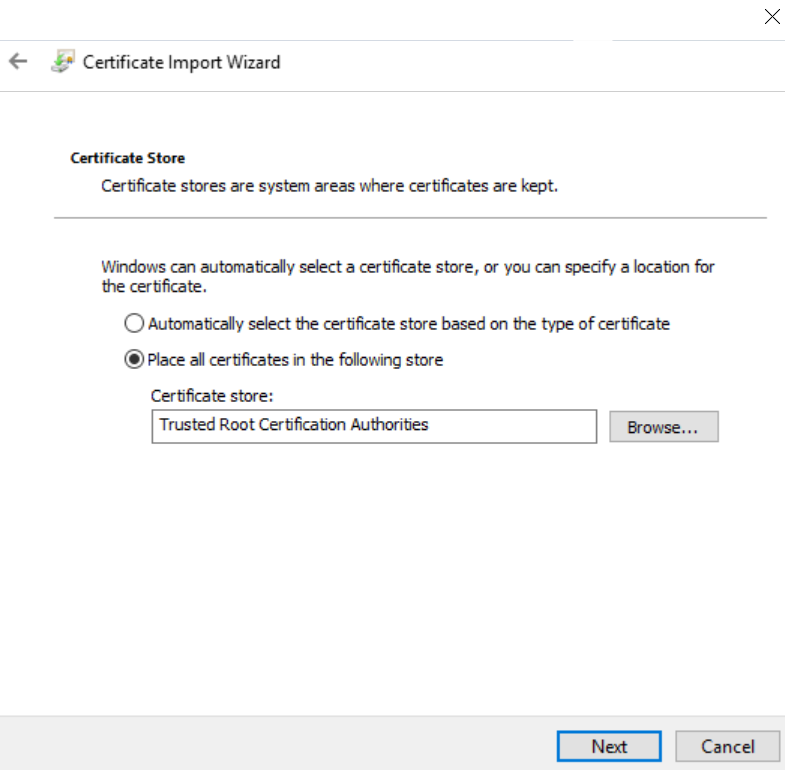 Certificate Import Wizard
Certificate Store
Certificate stores are system areas where certificates are kept.
Windows can automatically select a certificate store, or you can specify a location for
the certificate.
Automatically select the certificate store based on the type of certificate
Place all certificates in the following store
Certificate store:
Trusted Root Certification Authorities
Browse...
Next
Cancel